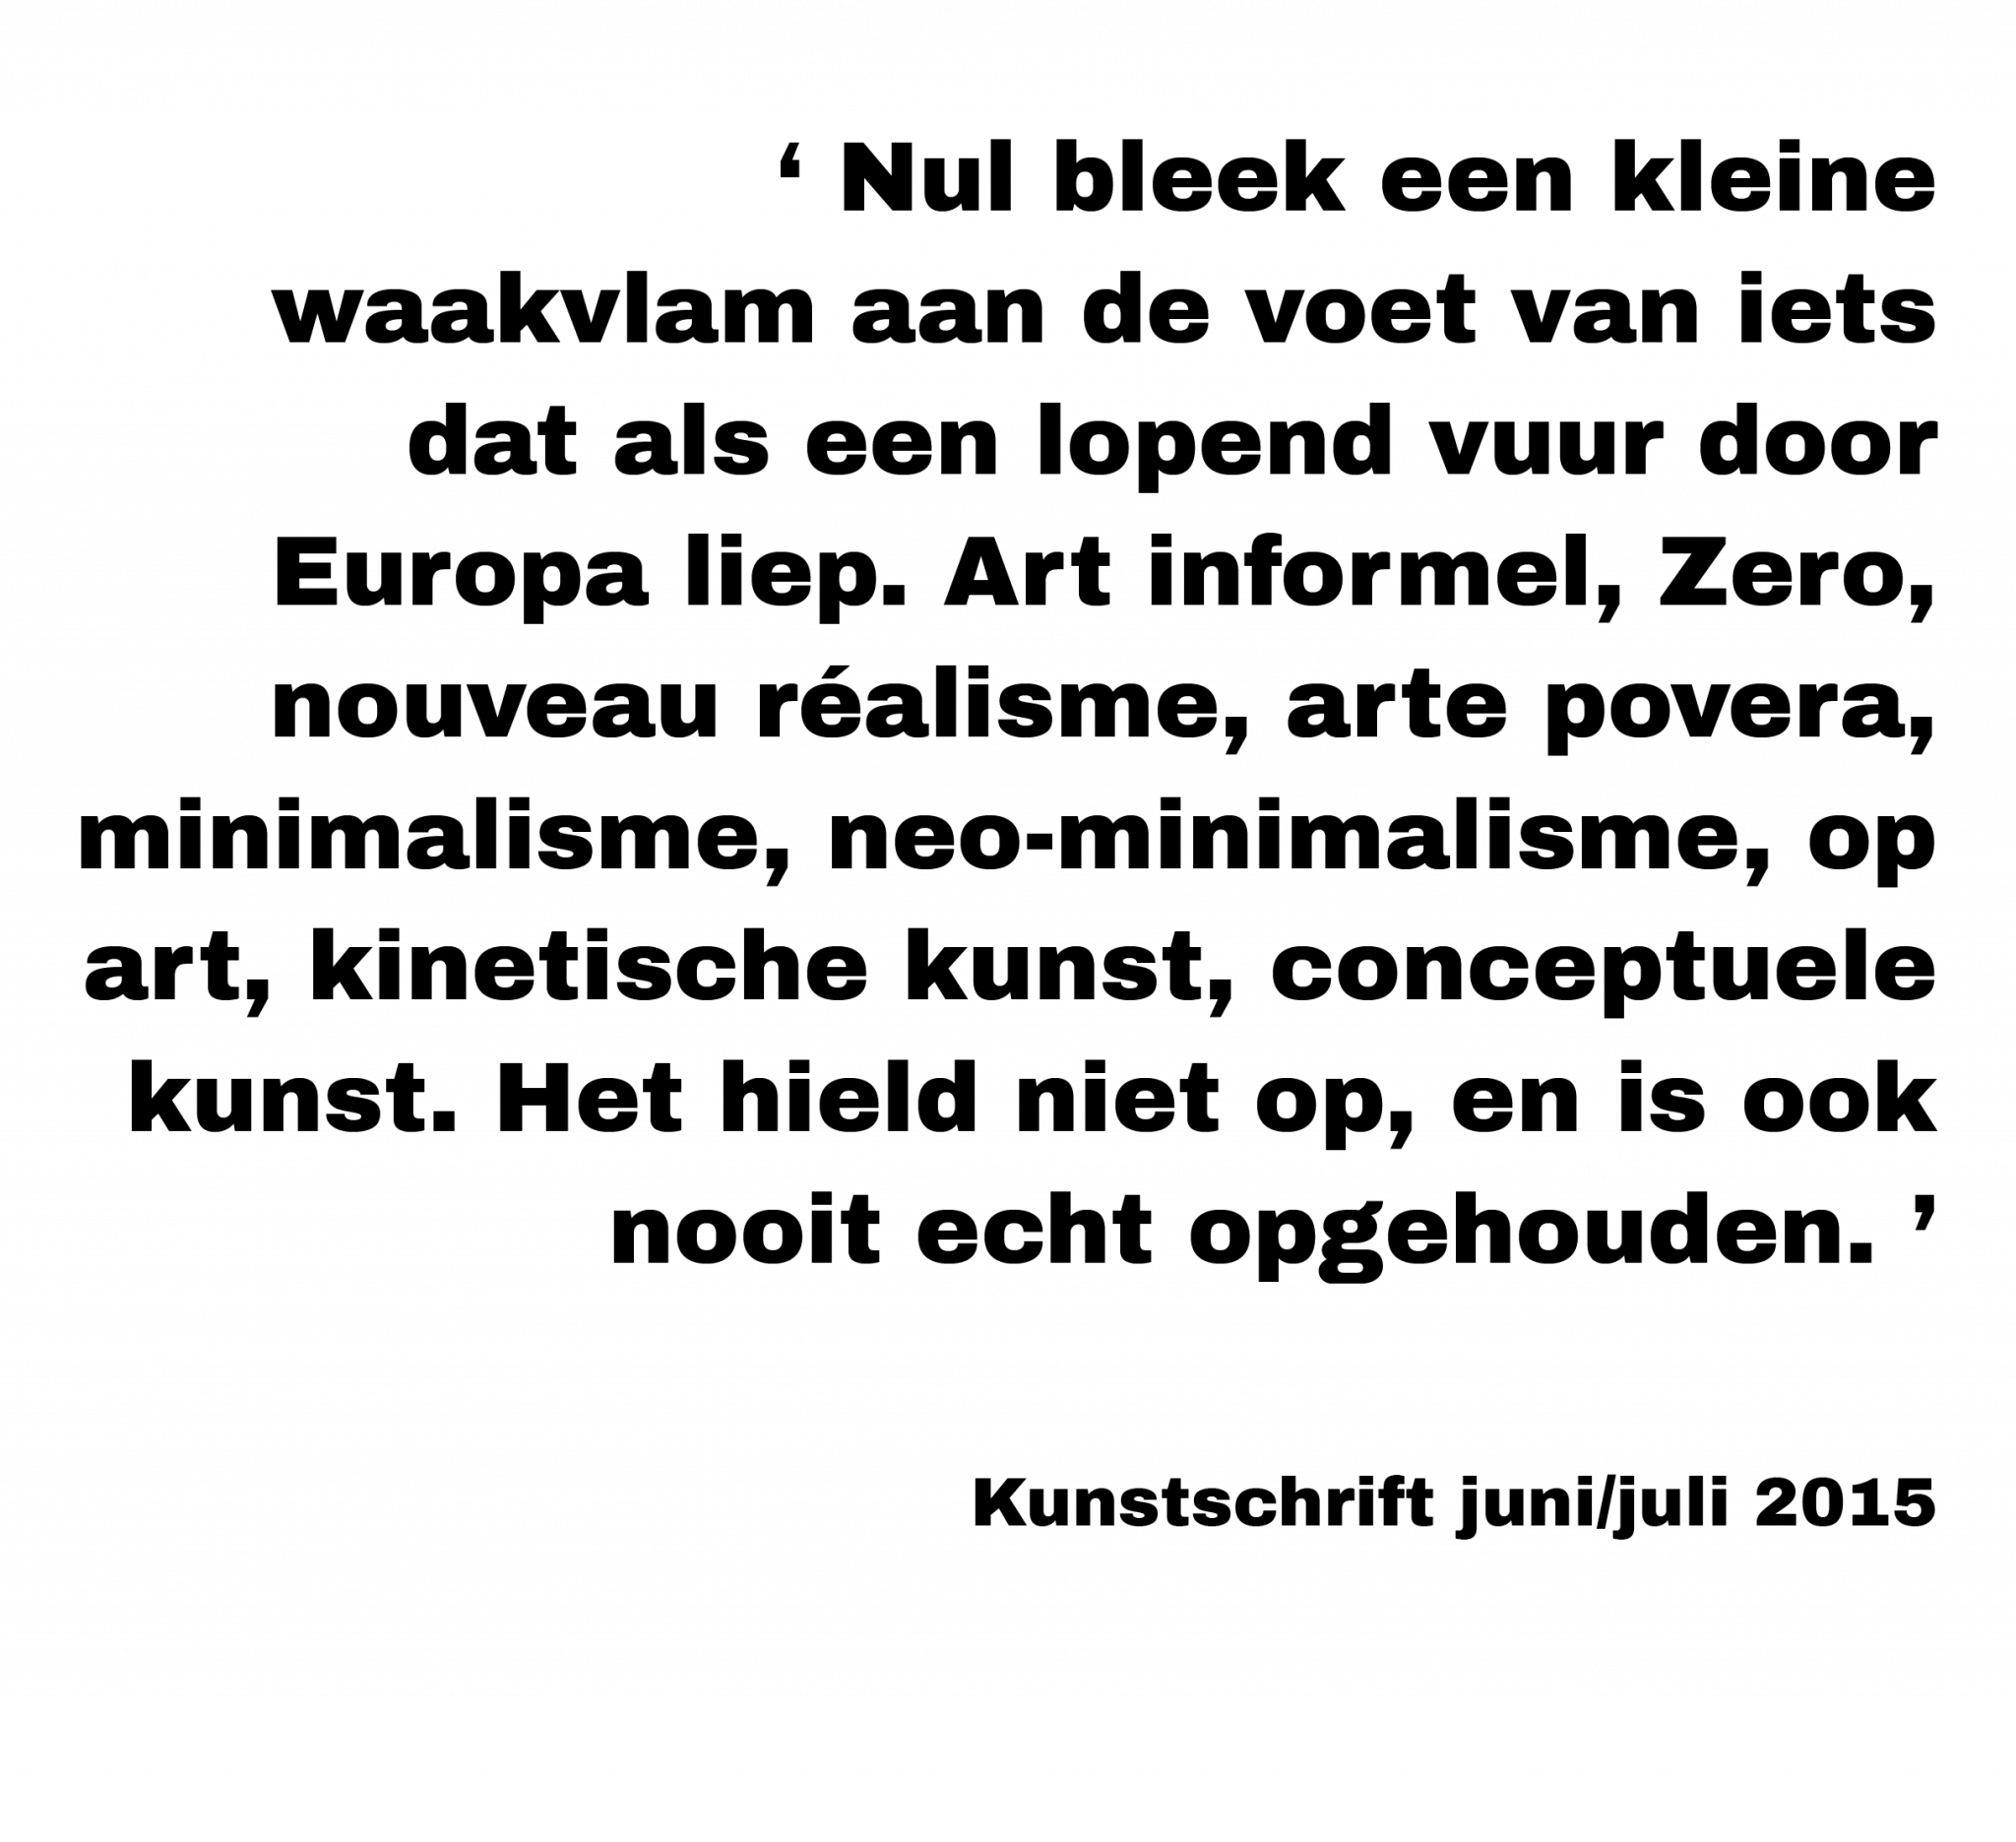 ‘ Nul bleek een kleine
waakvlam aan de voet van iets
dat als een lopend vuur door
Europa liep. Art informel, Zero,
nouveau réalisme, arte povera,
minimalisme, neo-minimalisme, op
art, kinetische kunst, conceptuele
kunst. Het hield niet op, en is ook
nooit echt opgehouden. ’
Kunstschrift juni/juli 2015